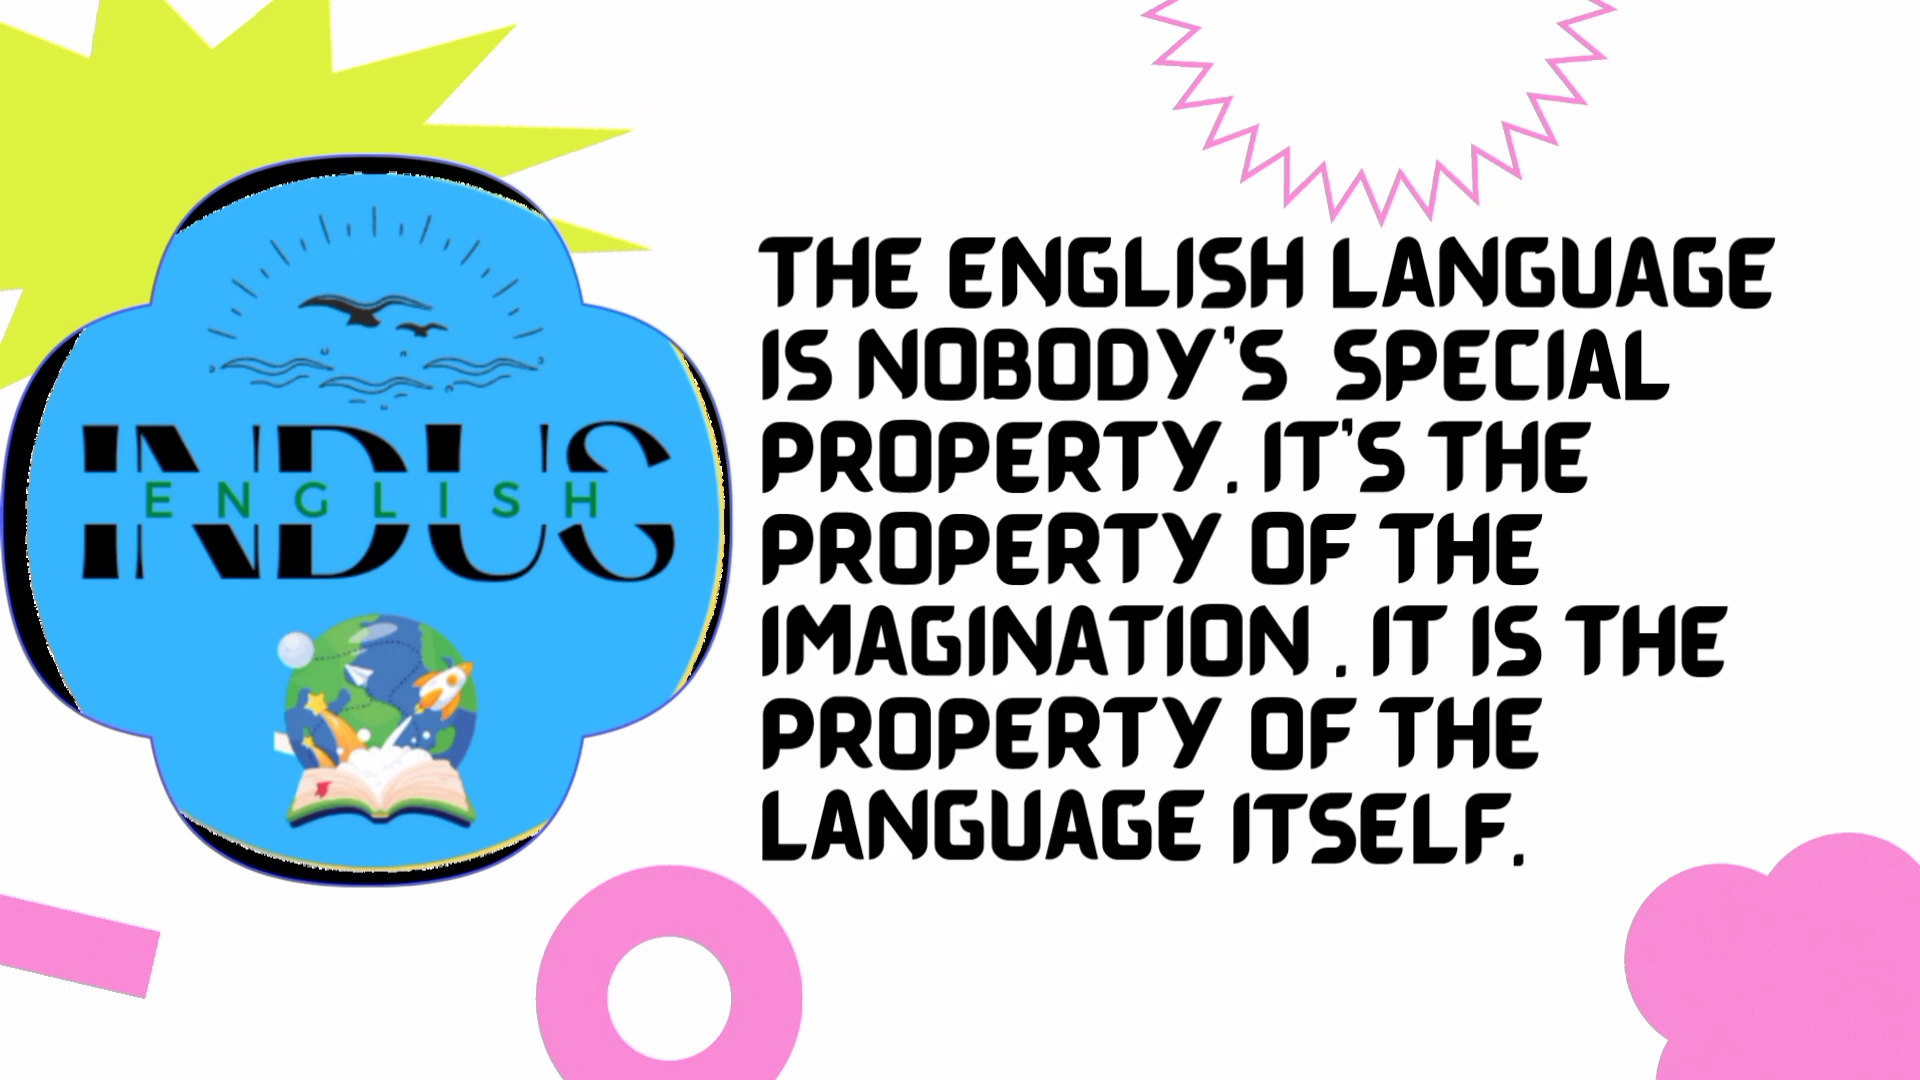 INDUS
ENGLISH
THE ENGLISH LANGUAGE
IS NOBODY'S SPECIAL
PROPERTY. IT'S THE
PROPERTY OF THE
IMAGINATION . IT IS THE
PROPERTY OF THE
LANGUAGE ITSELF.